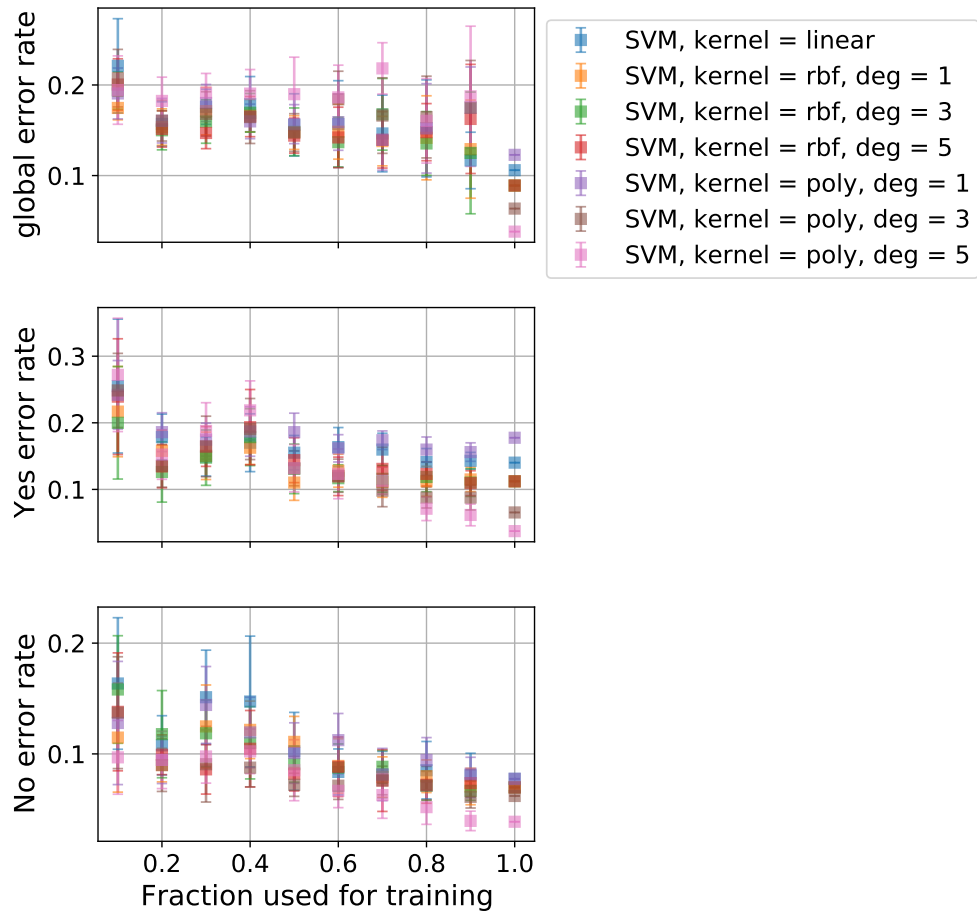 global error rate
0.2
0.1
SVM, kernel = linear
SVM, kernel = rbf, deg = 1
SVM, kernel = rbf, deg = 3
SVM, kernel = rbf, deg = 5
SVM, kernel = poly, deg = 1
SVM, kernel = poly, deg = 3
SVM, kernel = poly, deg = 5
Yes error rate
0.3
0.2
0.1
No error rate
0.2
0.1
0.2 0.4 0.6 0.8 1.0
Fraction used for training